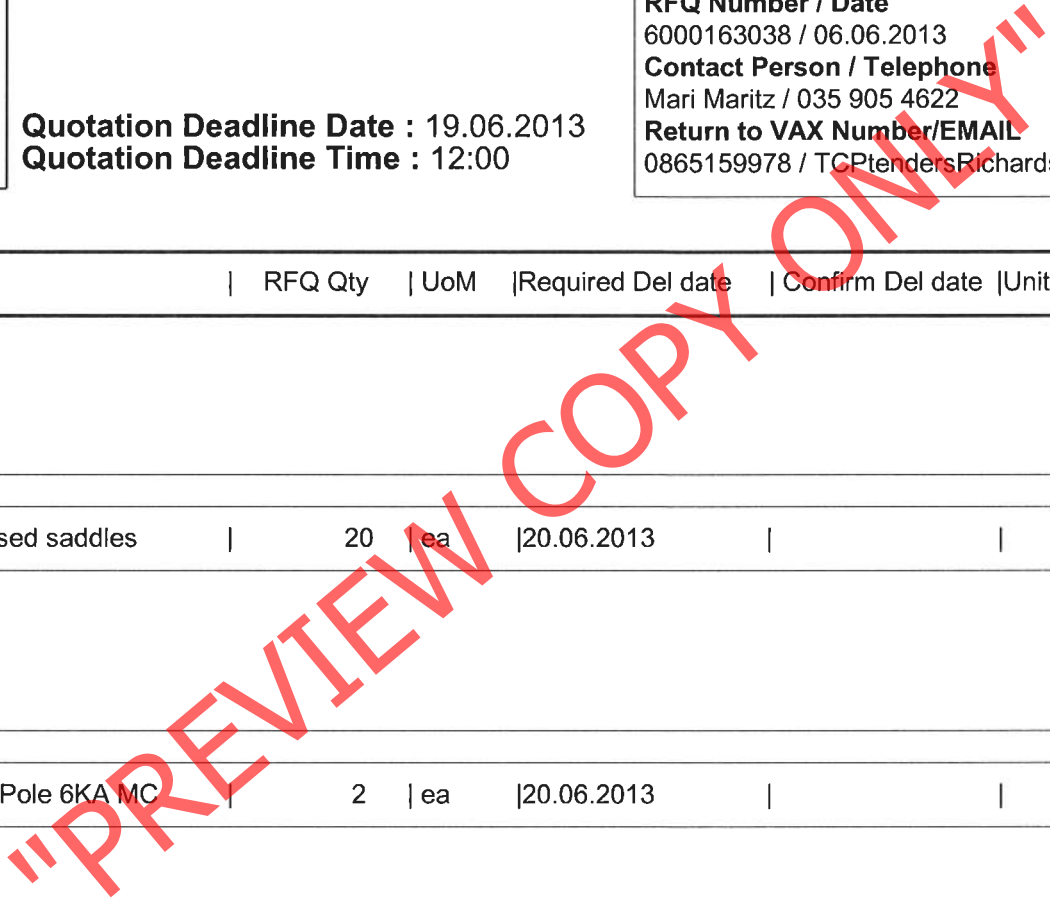 RFQ Number / Date
6000163038 / 06.06.2013
Contact Person / Telephone
Mari Maritz / 035 905 4622
Return to VAX Number/EMAIL
0865159978 / TCPtendersRichards
Quotation Deadline Date : 19.06.2013
Quotation Deadline Time : 12:00
| RFQ Qty | UoM |Required Del date | Confirm Del date |Unit
sed saddles | 20 | ea |20.06.2013 | |
Pole 6KA MC | 2 | ea |20.06.2013 | |
"PREVIEW COPY ONLY"